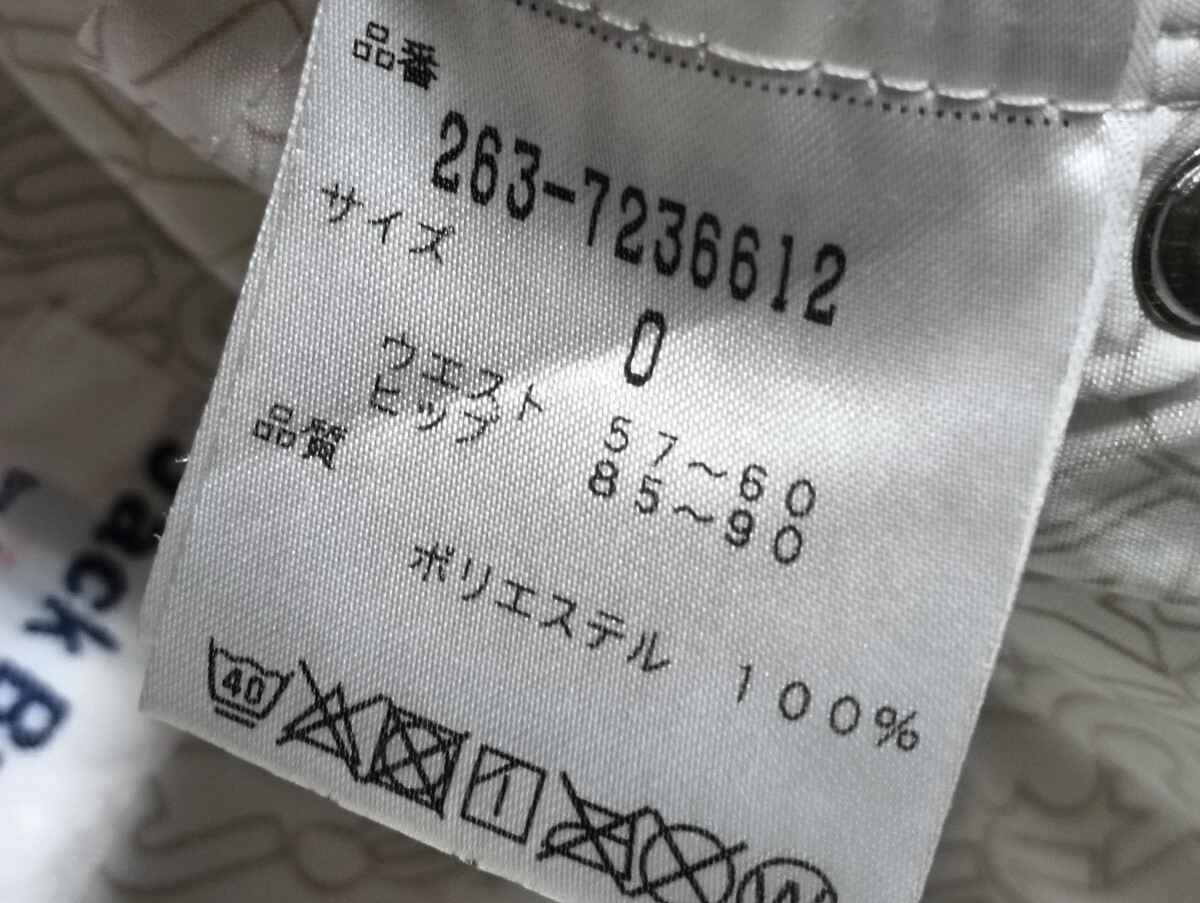 品番
263-7236612
サイズ
0
ウエスト 57~60
ヒップ 85~90
品質
ポリエステル 100%
40
W
Jack B